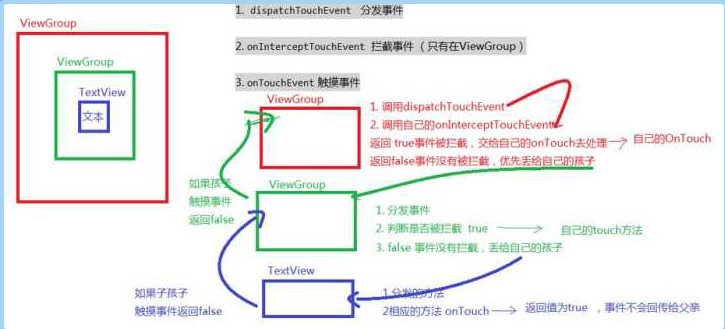 1. dispatchTouchEvent 分发事件
2. onInterceptTouchEvent 拦截事件（只有在ViewGroup）
3. onTouchEvent 触摸事件
ViewGroup
ViewGroup
TextView
文本
ViewGroup
1. 调用dispatchTouchEvent
2. 调用自己的onInterceptTouchEvent
返回 true事件被拦截，交给自己的onTouch去处理
自己的OnTouch
返回false事件没有被拦截，优先丢给自己的孩子
如果孩子
触摸事件
返回false
ViewGroup
1. 分发事件
2. 判断是否被拦截 true
自己的touch方法
3. false 事件没有拦截，丢给自己的孩子
如果子孩子
触摸事件返回false
TextView
1.分发的方法
2相应的方法 onTouch
返回值为true ，事件不会回传给父亲